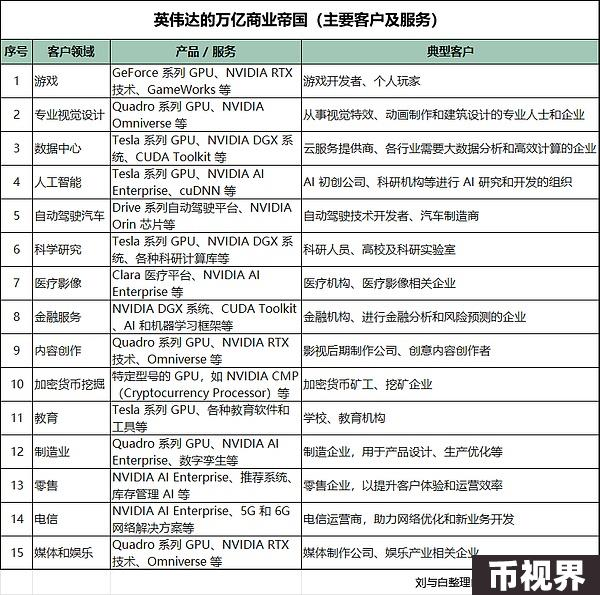 英伟达的万亿商业帝国（主要客户及服务）
序号 客户领域 产品 / 服务 典型客户
1 游戏 GeForce 系列 GPU、NVIDIA RTX 游戏开发者、个人玩家
技术、GameWorks 等
2 专业视觉设计 Quadro 系列 GPU、NVIDIA 从事视觉特效、动画制作和建筑设计的专业人士和企业
Omniverse 等
3 数据中心 Tesla 系列 GPU、NVIDIA DGX 系 云服务提供商、各行业需要大数据分析和高效计算的企业
统、CUDA Toolkit 等
4 人工智能 Tesla 系列 GPU、NVIDIA AI AI 初创公司、科研机构等进行 AI 研究和开发的组织
Enterprise、cuDNN 等
5 自动驾驶汽车 Drive 系列自动驾驶平台、NVIDIA 自动驾驶技术开发者、汽车制造商
Orin 芯片等
6 科学研究 Tesla 系列 GPU、NVIDIA DGX 系 科研人员、高校及科研实验室
统、各种科研计算库等
7 医疗影像 Clara 医疗平台、NVIDIA AI 医疗机构、医疗影像相关企业
Enterprise 等
8 金融服务 NVIDIA DGX 系统、CUDA Toolkit 金融机构、进行金融分析和风险预测的企业
、AI 和机器学习框架等
9 内容创作 Quadro 系列 GPU、NVIDIA RTX 影视后期制作公司、创意内容创作者
技术、Omniverse 等
10 加密货币挖掘 特定型号的 GPU，如 NVIDIA CMP 加密货币矿工、挖矿企业
（Cryptocurrency Processor）等
11 教育 Tesla 系列 GPU、各种教育软件和 学校、教育机构
工具等
12 制造业 Quadro 系列 GPU、NVIDIA AI 制造企业，用于产品设计、生产优化等
Enterprise、数字孪生等
13 零售 NVIDIA AI Enterprise、推荐系统、 零售企业，以提升客户体验和运营效率
库存管理 AI 等
14 电信 NVIDIA AI Enterprise、5G 和 6G 电信运营商，助力网络优化和新业务开发
网络解决方案等
15 媒体和娱乐 Quadro 系列 GPU、NVIDIA RTX 媒体制作公司、娱乐产业相关企业
技术、Omniverse 等
刘与白整理
币视界